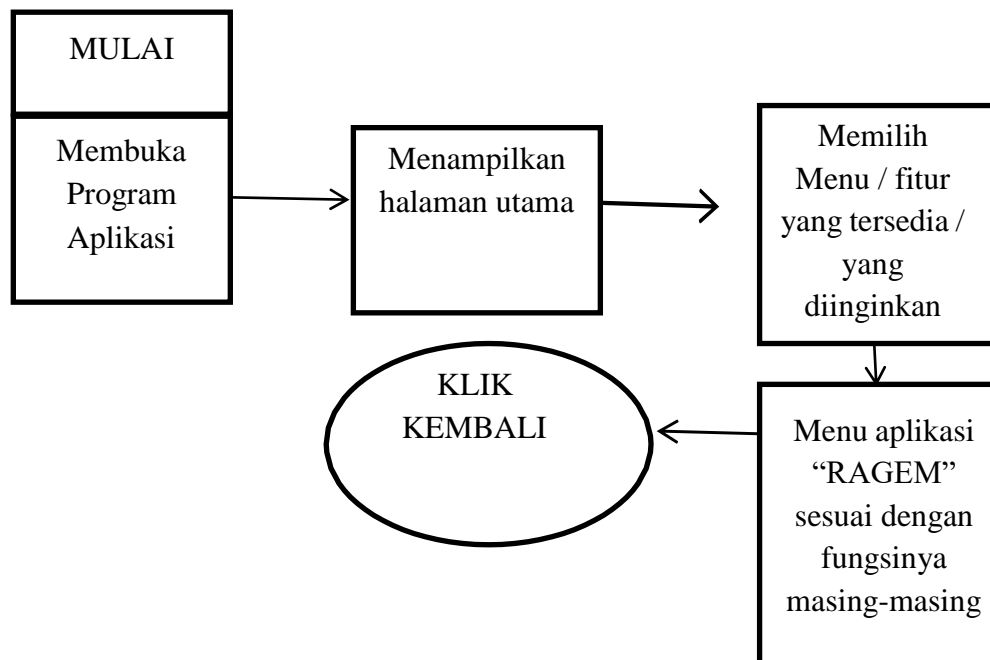 MULAI
Membuka
Program
Aplikasi
Menampilkan
halaman utama
Memilih
Menu / fitur
yang tersedia /
yang
diinginkan
Menu aplikasi
“RAGEM”
sesuai dengan
fungsinya
masing-masing
KLIK
KEMBALI